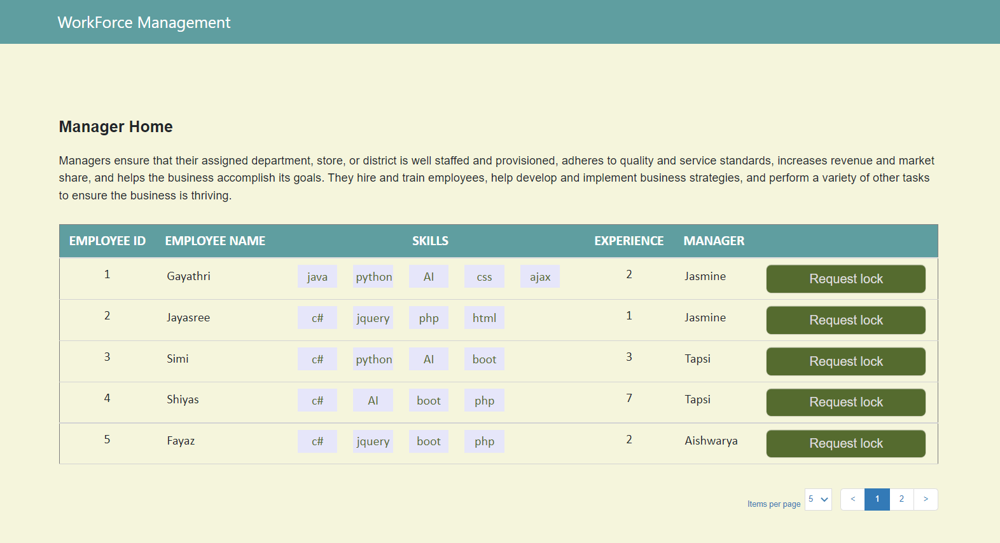 WorkForce Management
Manager Home
Managers ensure that their assigned department, store, or district is well staffed and provisioned, adheres to quality and service standards, increases revenue and market
share, and helps the business accomplish its goals. They hire and train employees, help develop and implement business strategies, and perform a variety of other tasks
to ensure the business is thriving.
EMPLOYEE ID EMPLOYEE NAME SKILLS EXPERIENCE MANAGER
1 Gayathri java python AI css ajax 2 Jasmine Request lock
2 Jayasree c# jquery php html 1 Jasmine Request lock
3 Simi c# python AI boot 3 Tapsi Request lock
4 Shiyas c# AI boot php 7 Tapsi Request lock
5 Fayaz c# jquery boot php 2 Aishwarya Request lock
Items per page 5 < 1 2 >